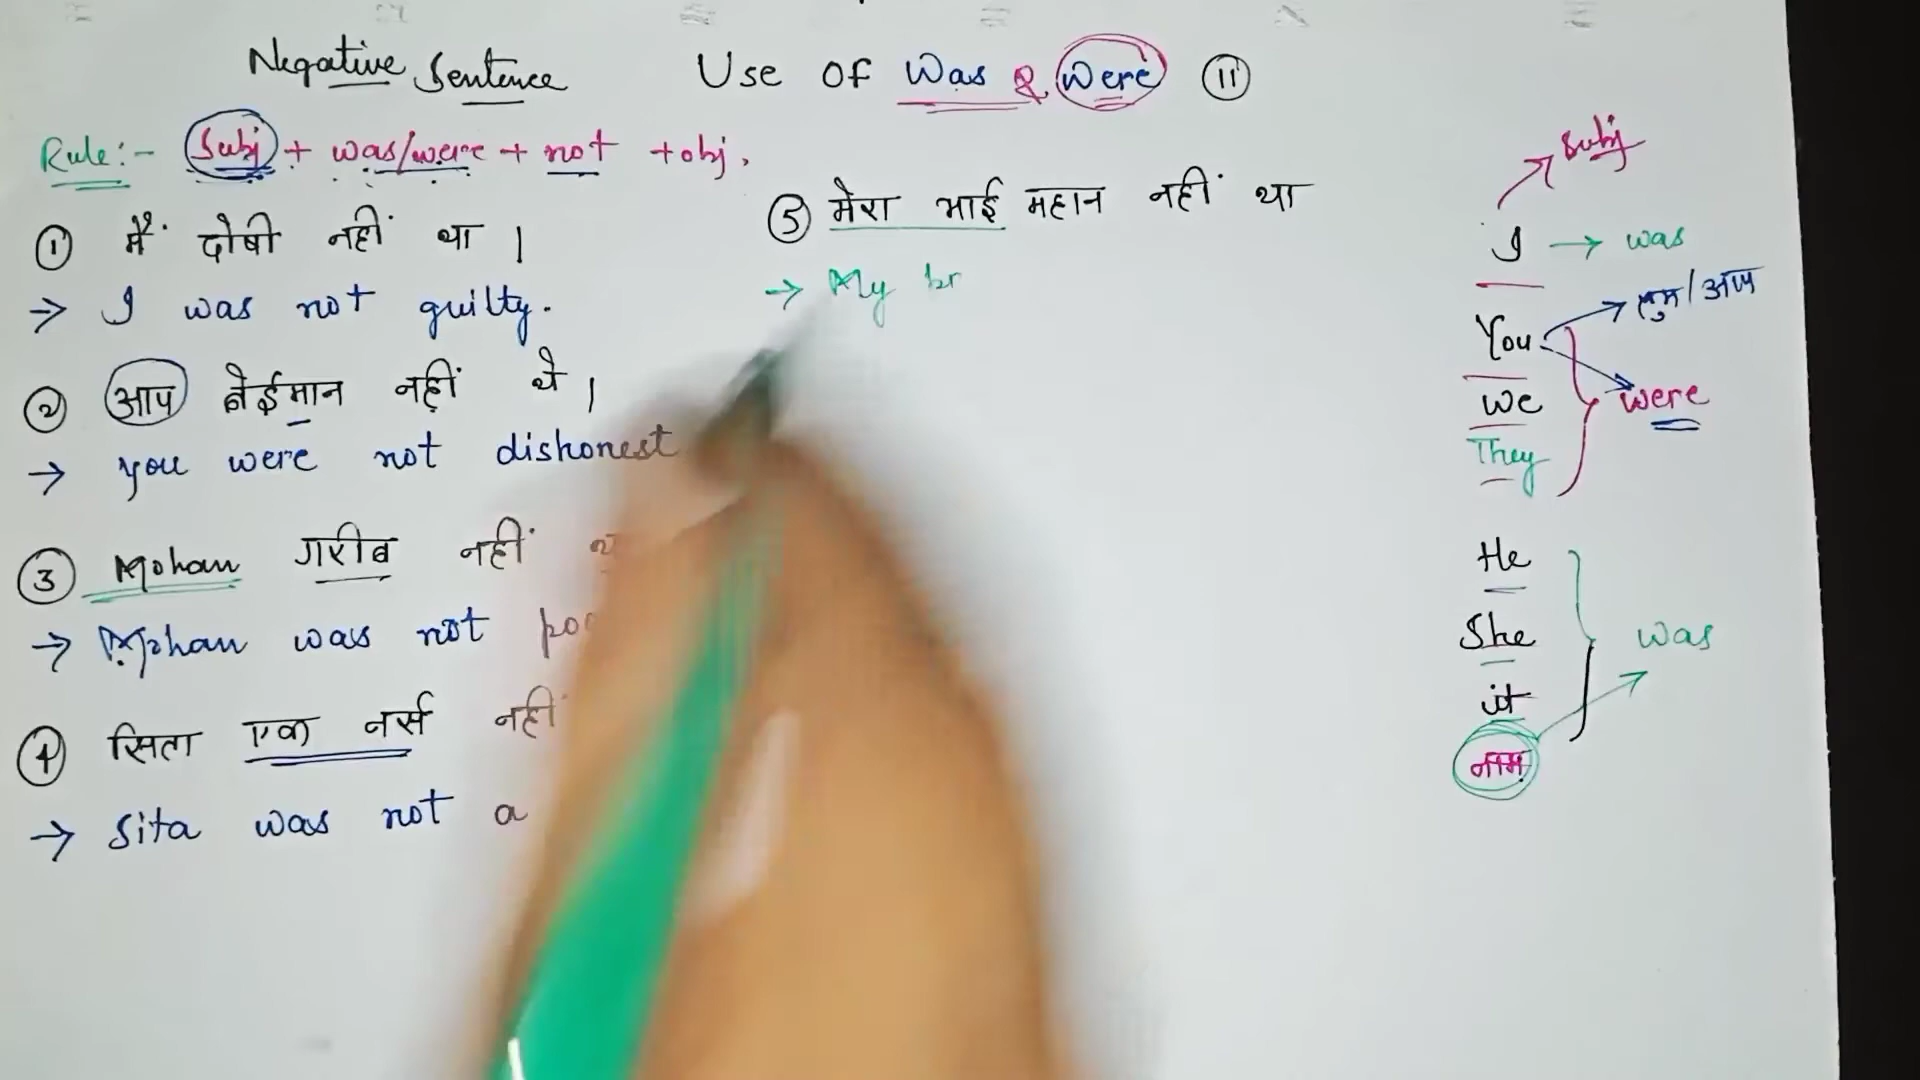 Negative Sentence
Use Of Was & Were ⑪
Rule:- Subj + was/were + not + obj.
① मैं दोषी नहीं था |
→ I was not guilty.
② आप बेईमान नहीं थे |
→ you were not dishonest
③ Mohan गरीब नहीं
→ Mohan was not
④ सिता एक नर्स नहीं
→ Sita was not a
⑤ मेरा भाई महान नहीं था
→ My br
subj
I → was
तुम/आप
You
We
were
They
He
She
was
it
नाम